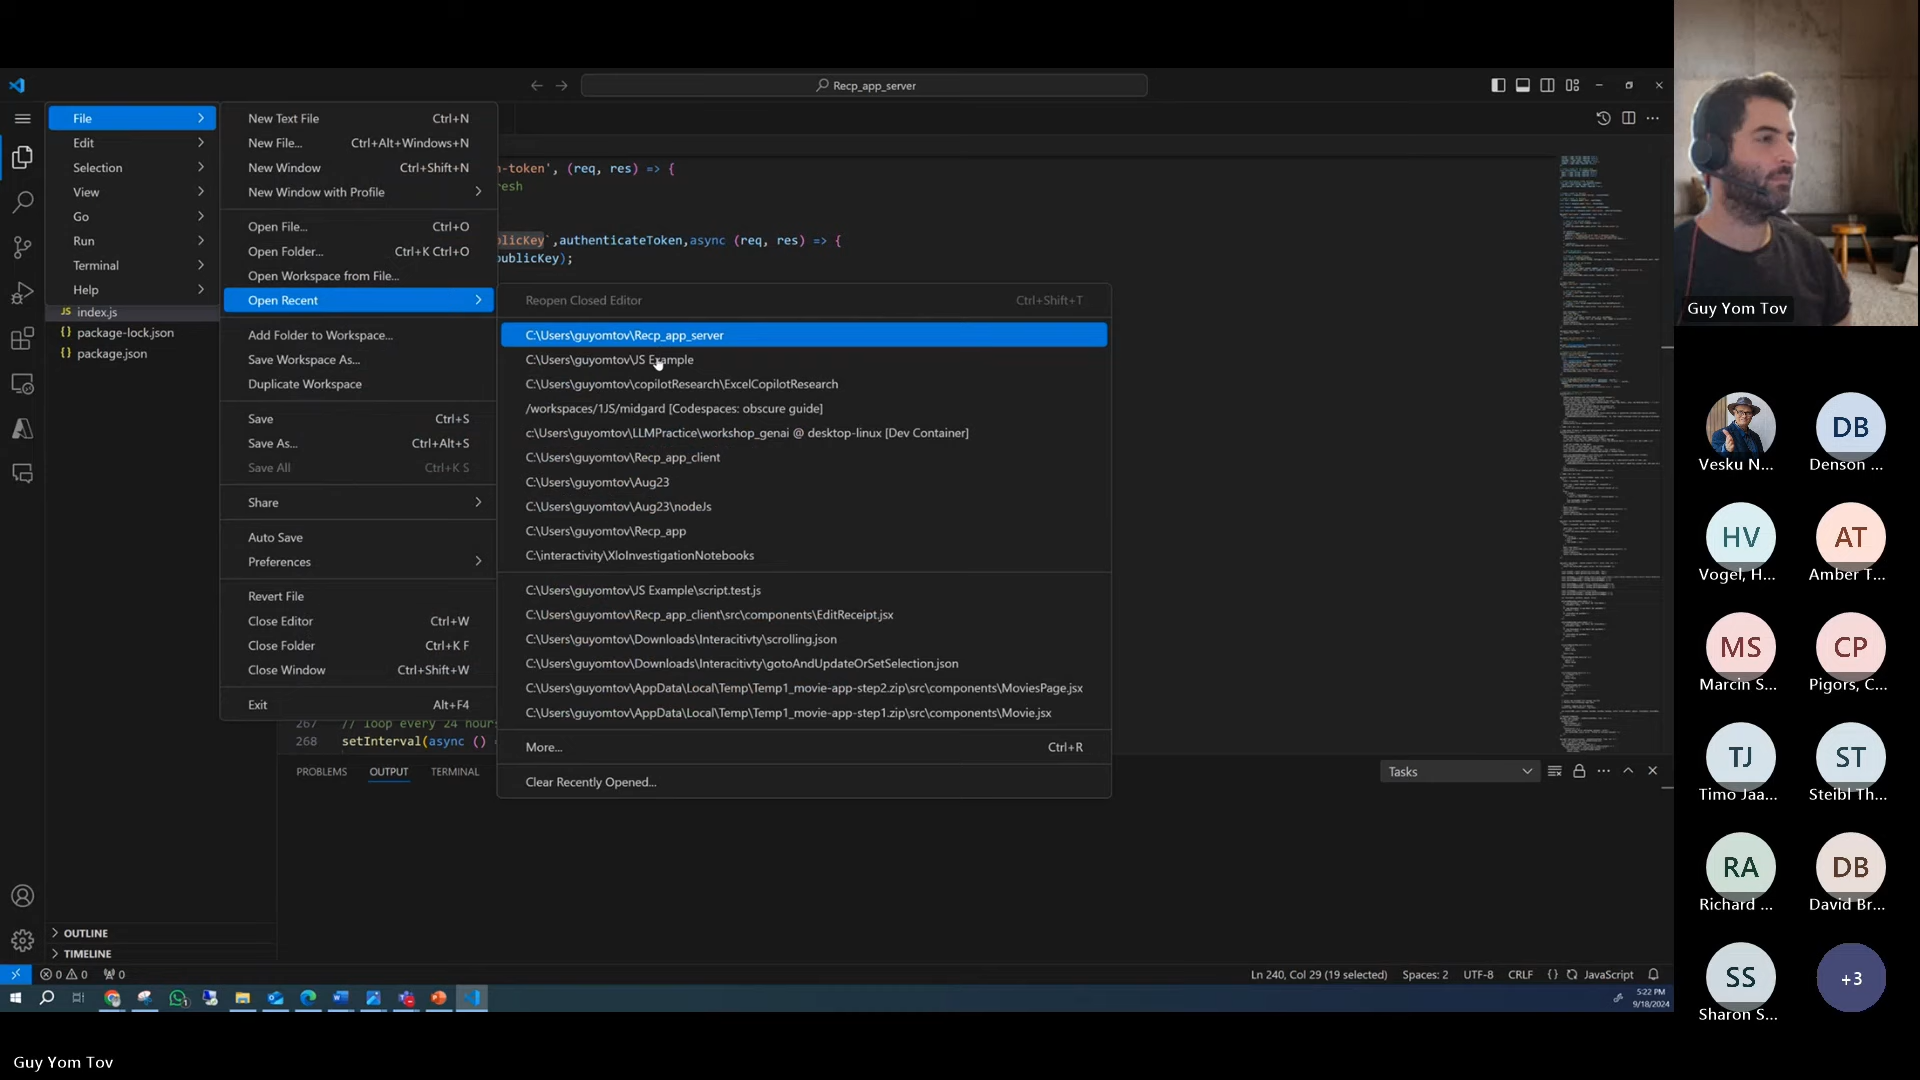 Recp_app_server
File
Edit
Selection
View
Go
Run
Terminal
Help
New Text File Ctrl+N
New File... Ctrl+Alt+Windows+N
New Window Ctrl+Shift+N
New Window with Profile
Open File... Ctrl+O
Open Folder... Ctrl+K Ctrl+O
Open Workspace from File...
Open Recent
Add Folder to Workspace...
Save Workspace As...
Duplicate Workspace
Save Ctrl+S
Save As... Ctrl+Alt+S
Save All Ctrl+K S
Share
Auto Save
Preferences
Revert File
Close Editor Ctrl+W
Close Folder Ctrl+K F
Close Window Ctrl+Shift+W
Exit Alt+F4
JS index.js
{} package-lock.json
{} package.json
n-token', (req, res) => {
esh
blicKey`,authenticateToken,async (req, res) => {
publicKey);
Reopen Closed Editor Ctrl+Shift+T
C:\Users\guyomtov\Recp_app_server
C:\Users\guyomtov\JS Example
C:\Users\guyomtov\copilotResearch\ExcelCopilotResearch
/workspaces/1JS/midgard [Codespaces: obscure guide]
c:\Users\guyomtov\LLMPractice\workshop_genai @ desktop-linux [Dev Container]
C:\Users\guyomtov\Recp_app_client
C:\Users\guyomtov\Aug23
C:\Users\guyomtov\Aug23\nodeJs
C:\Users\guyomtov\Recp_app
C:\interactivity\XloInvestigationNotebooks
C:\Users\guyomtov\JS Example\script.test.js
C:\Users\guyomtov\Recp_app_client\src\components\EditReceipt.jsx
C:\Users\guyomtov\Downloads\Interacitivty\scrolling.json
C:\Users\guyomtov\Downloads\Interacitivty\gotoAndUpdateOrSetSelection.json
C:\Users\guyomtov\AppData\Local\Temp\Temp1_movie-app-step2.zip\src\components\MoviesPage.jsx
C:\Users\guyomtov\AppData\Local\Temp\Temp1_movie-app-step1.zip\src\components\Movie.jsx
More... Ctrl+R
Clear Recently Opened...
267 // loop every 24 hours
268 setInterval(async ()
PROBLEMS OUTPUT TERMINAL
Tasks
OUTLINE
TIMELINE
0 0 0
Ln 240, Col 29 (19 selected) Spaces: 2 UTF-8 CRLF {} JavaScript
5:22 PM
9/18/2024
Guy Yom Tov
Vesku N...
DB
Denson ...
HV
Vogel, H...
AT
Amber T...
MS
Marcin S...
CP
Pigors, C...
TJ
Timo Jaa...
ST
Steibl Th...
RA
Richard ...
DB
David Br...
SS
Sharon S...
+3
Guy Yom Tov